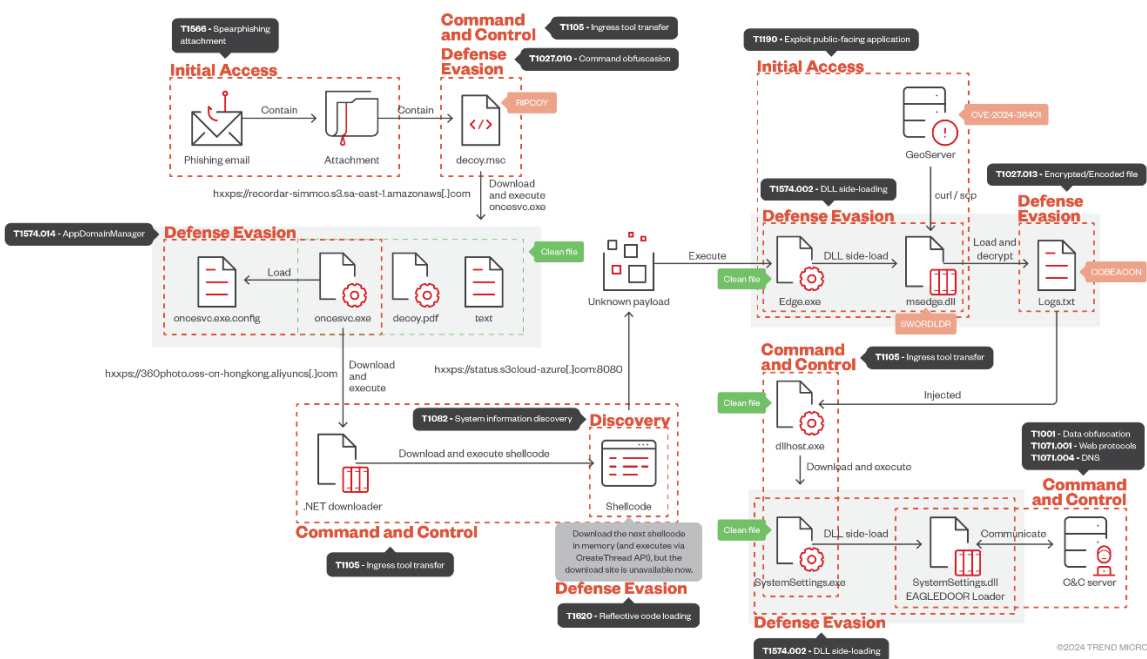 T1566 - Spearphishing
attachment
Initial Access
Phishing email
Contain
Attachment
Contain
Command
and Control
T1105 - Ingress tool transfer
Defense
Evasion
T1027.010 - Command obfuscasion
RIPCOY
decoy.msc
hxxps://recordar-simmco.s3.sa-east-1.amazonaws[.]com
Download
and execute
oncesvc.exe
T1574.014 - AppDomainManager
Defense Evasion
Clean file
Load
oncesvc.exe.config
oncesvc.exe
decoy.pdf
text
hxxps://360photo.oss-cn-hongkong.aliyuncs[.]com
Download
and
execute
hxxps://status.s3cloud-azure[.]com:8080
T1082 - System information discovery
Discovery
Download and execute shellcode
.NET downloader
Shellcode
Command and Control
T1105 - Ingress tool transfer
Download the next shellcode
in memory (and executes via
CreateThread API), but the
download site is unavailable now.
Defense Evasion
T1620 - Reflective code loading
Unknown payload
Execute
T1190 - Exploit public-facing application
Initial Access
GeoServer
CVE-2024-36401
curl / scp
T1574.002 - DLL side-loading
Defense Evasion
Clean file
Edge.exe
DLL side-load
msedge.dll
SWORDLDR
Load and
decrypt
T1027.013 - Encrypted/Encoded file
Defense
Evasion
COBEACON
Logs.txt
Injected
Command
and Control
T1105 - Ingress tool transfer
Clean file
dllhost.exe
Download and execute
Clean file
SystemSettings.exe
DLL side-load
SystemSettings.dll
EAGLEDOOR Loader
Communicate
C&C server
T1001 - Data obfuscation
T1071.001 - Web protocols
T1071.004 - DNS
Command
and Control
Defense Evasion
T1574.002 - DLL side-loading
©2024 TREND MICRO